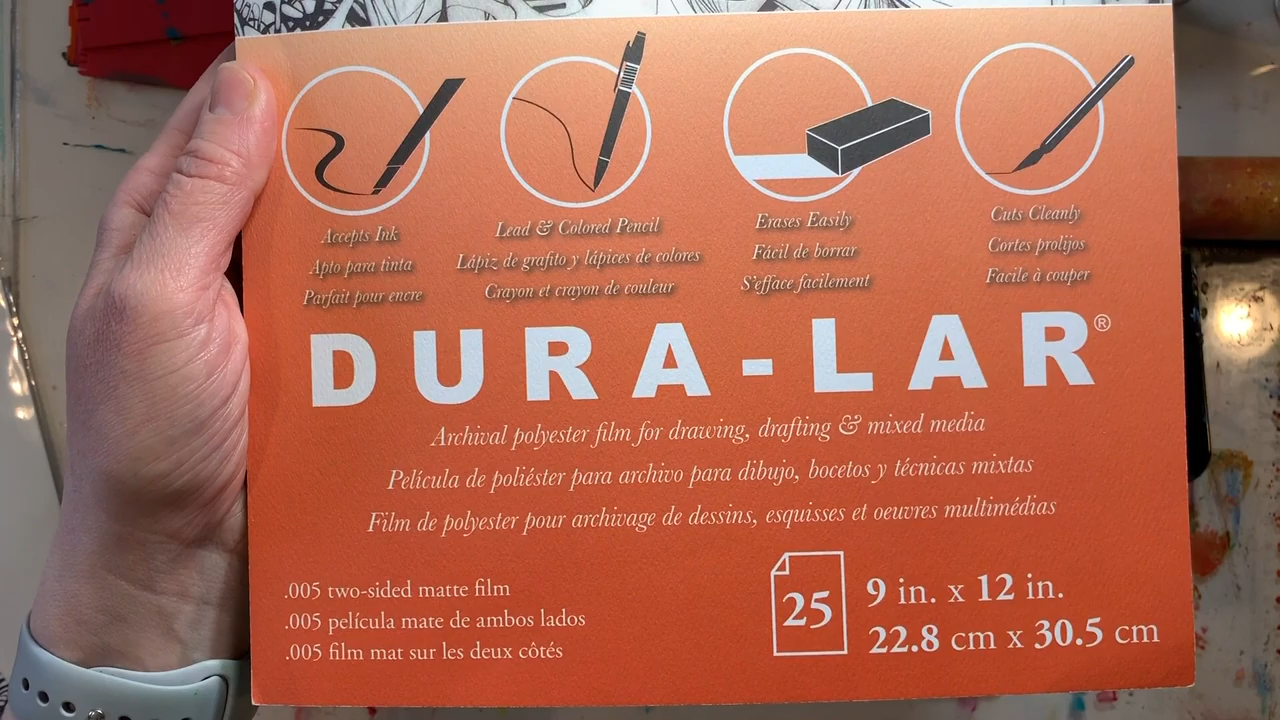 Accepts Ink
Apto para tinta
Parfait pour encre
Lead & Colored Pencil
Lápiz de grafito y lápices de colores
Crayon et crayon de couleur
Erases Easily
Fácil de borrar
S'efface facilement
Cuts Cleanly
Cortes prolijos
Facile à couper
DURA-LAR®
Archival polyester film for drawing, drafting & mixed media
Película de poliéster para archivo para dibujo, bocetos y técnicas mixtas
Film de polyester pour archivage de dessins, esquisses et oeuvres multimédias
.005 two-sided matte film
.005 película mate de ambos lados
.005 film mat sur les deux côtés
25
9 in. x 12 in.
22.8 cm x 30.5 cm